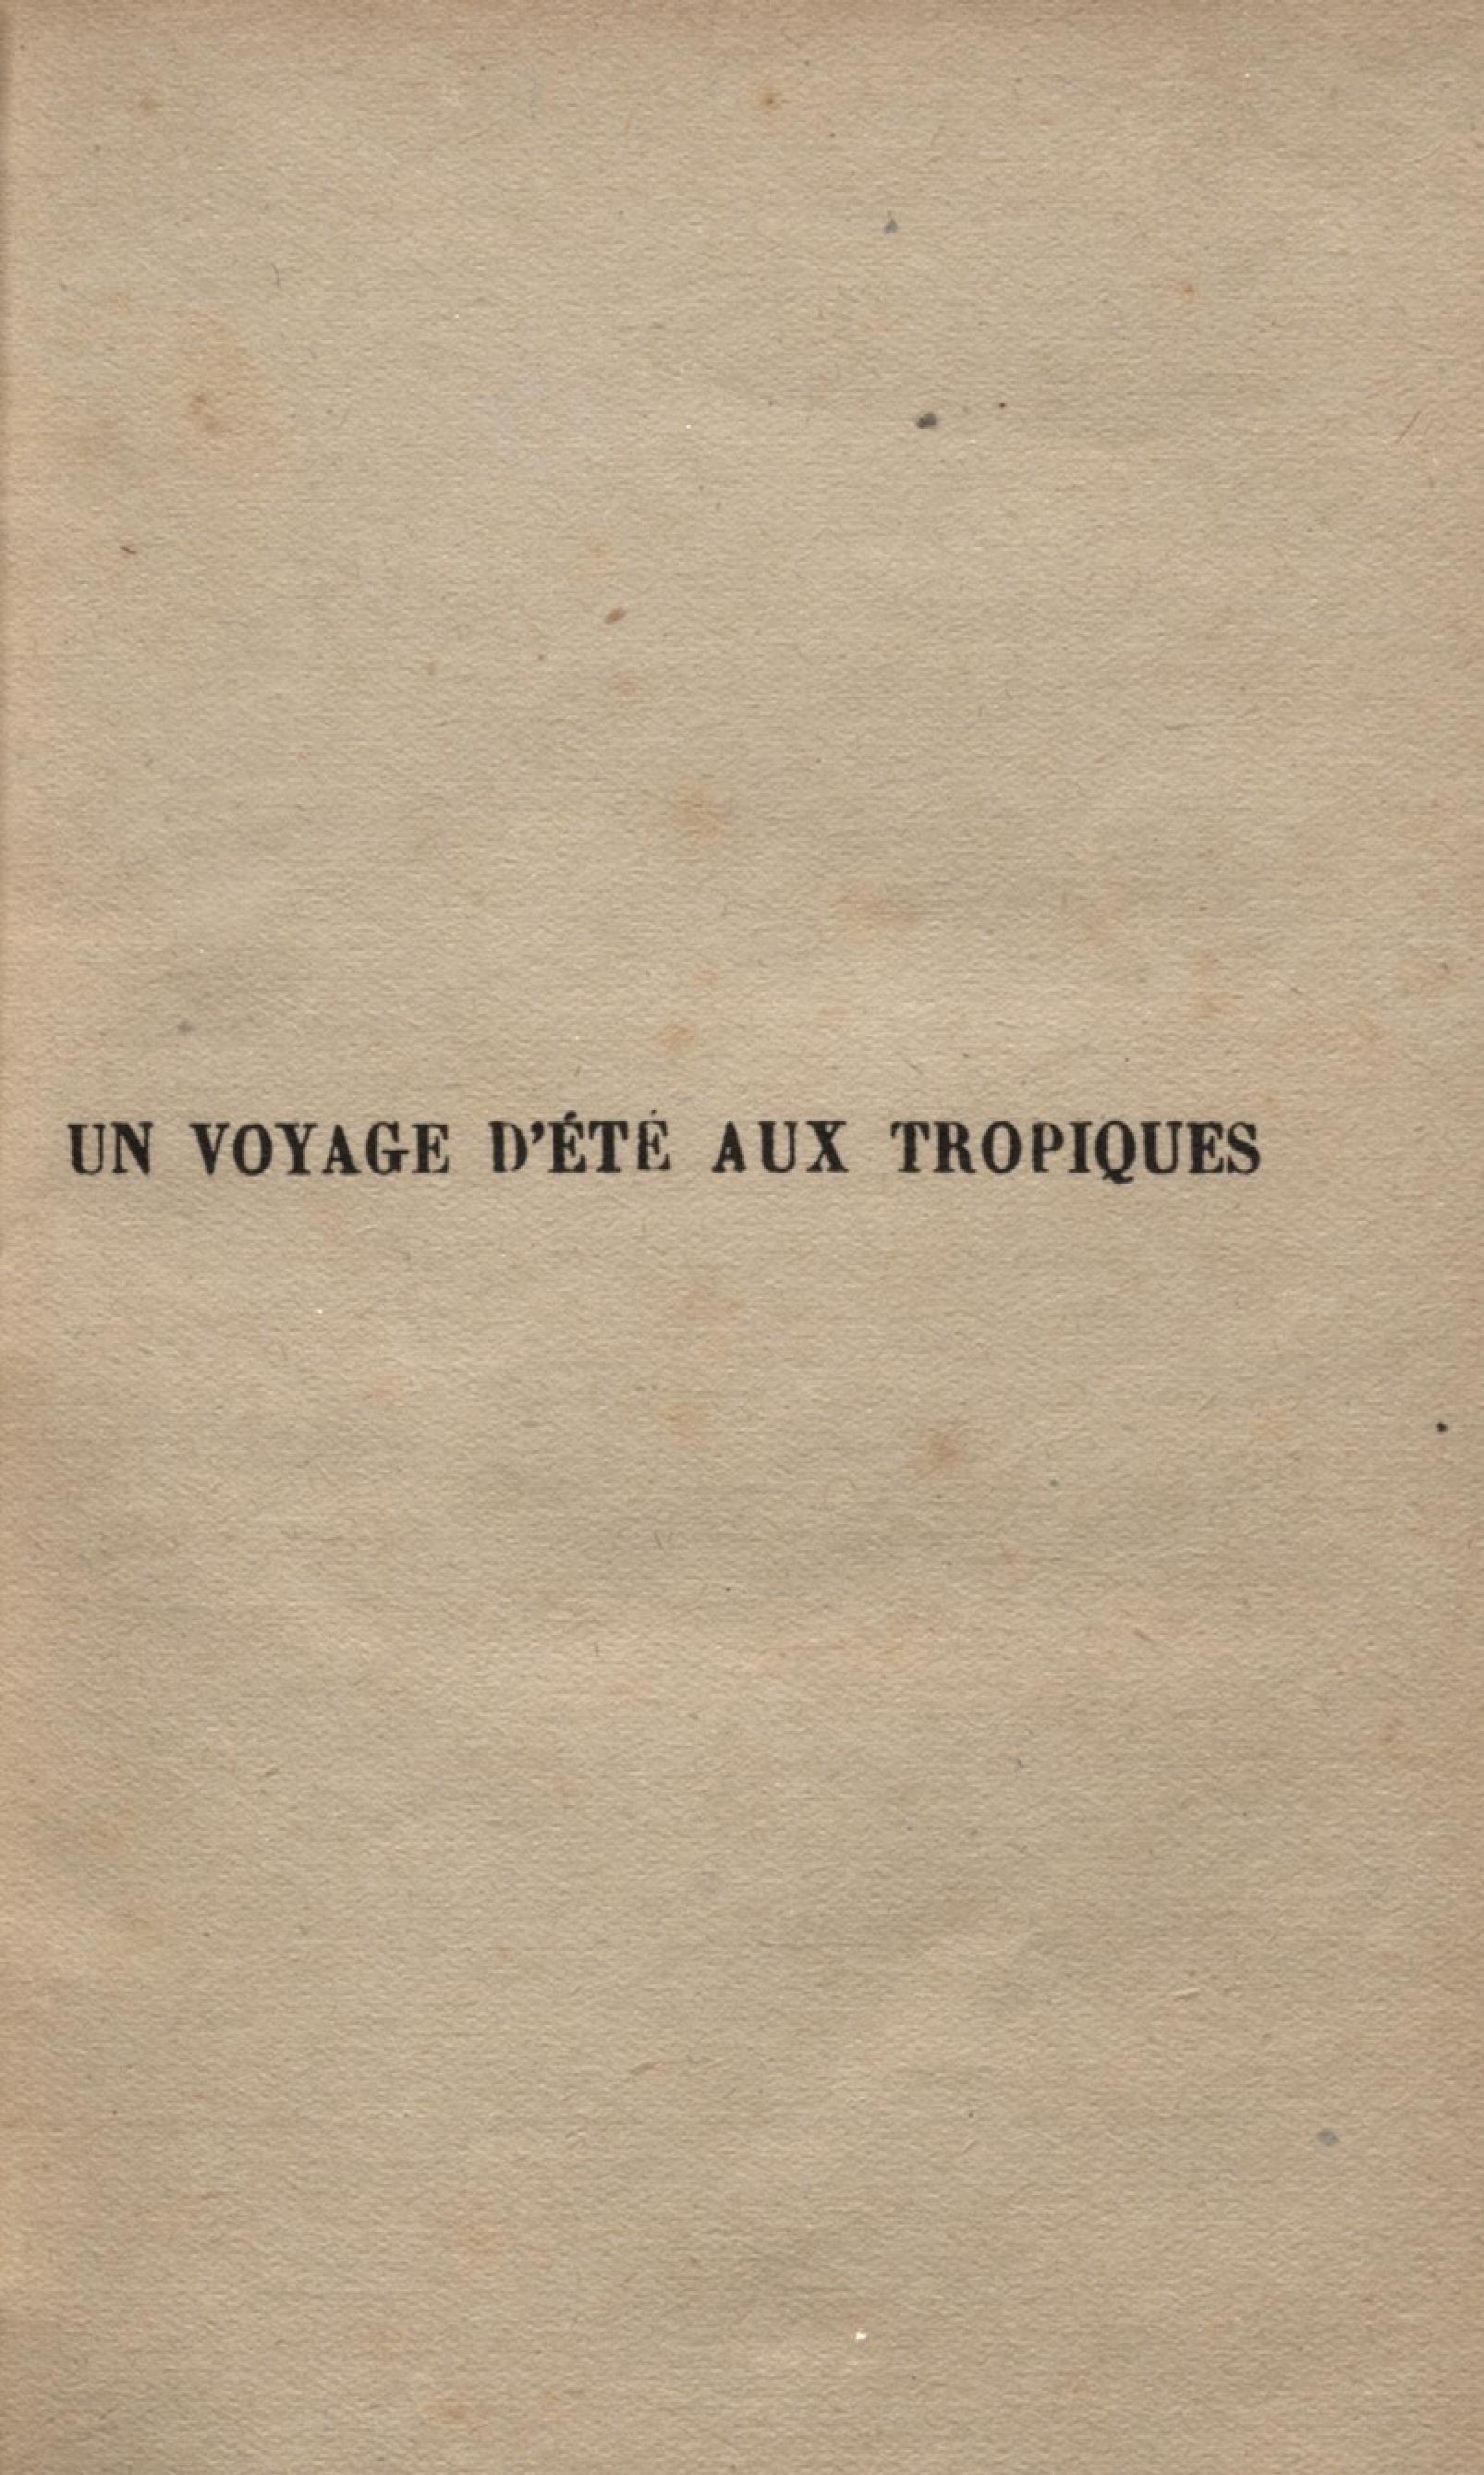 UN VOYAGE D'ÉTÉ AUX TROPIQUES